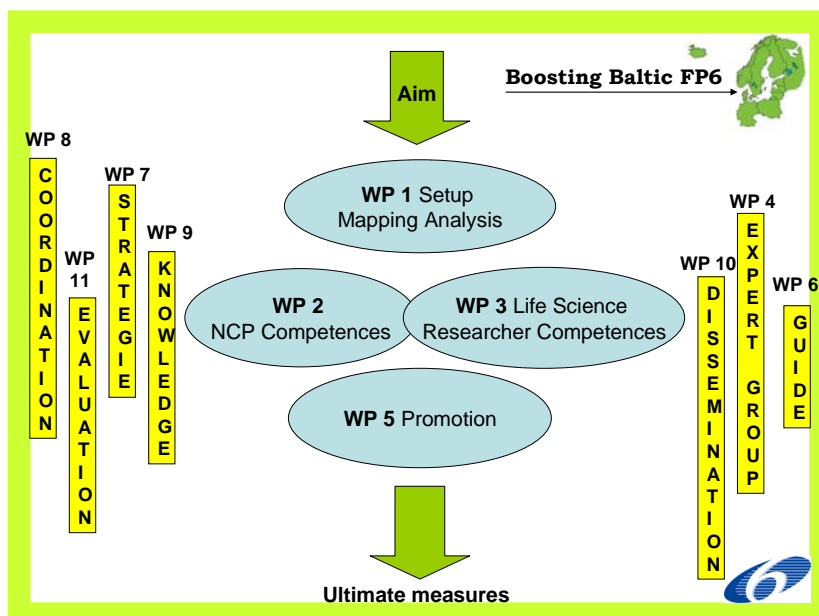 Boosting Baltic FP6
Aim
WP 8
COORDINATION
WP 7
STRATEGIE
WP 9
KNOWLEDGE
WP
11
EVALUATION
WP 1 Setup
Mapping Analysis
WP 2
NCP Competences
WP 3 Life Science
Researcher Competences
WP 5 Promotion
WP 4
EXPERT GROUP
WP 10
DISSEMINATION
WP 6
GUIDE
Ultimate measures
6